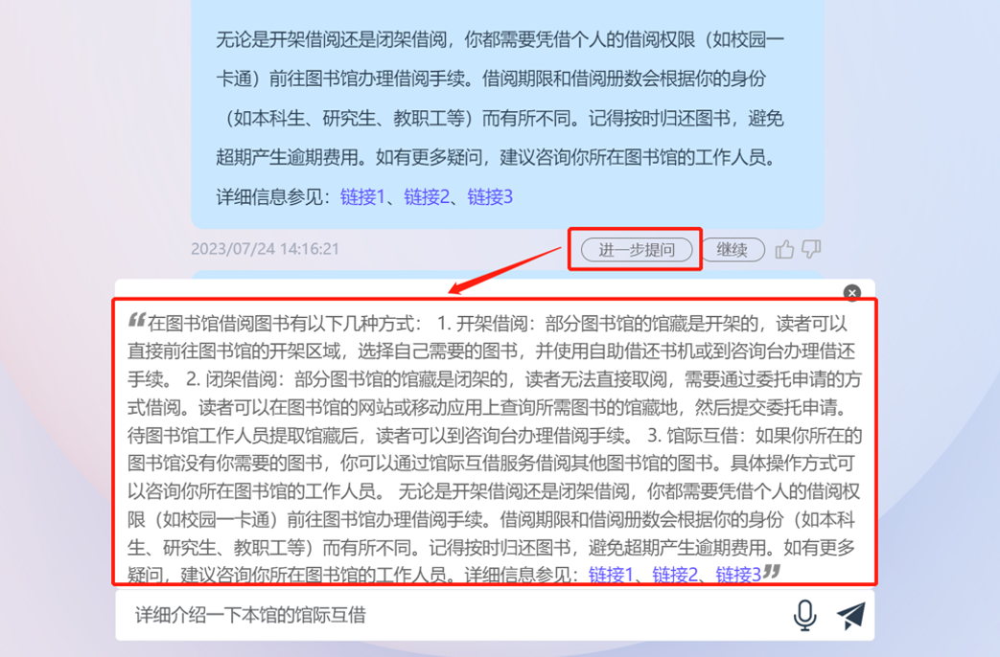 无论是开架借阅还是闭架借阅，你都需要凭借个人的借阅权限（如校园一
卡通）前往图书馆办理借阅手续。借阅期限和借阅册数会根据你的身份
（如本科生、研究生、教职工等）而有所不同。记得按时归还图书，避免
超期产生逾期费用。如有更多疑问，建议咨询你所在图书馆的工作人员。
详细信息参见：链接1、链接2、链接3
2023/07/24 14:16:21 进一步提问 继续
“在图书馆借阅图书有以下几种方式： 1. 开架借阅：部分图书馆的馆藏是开架的，读者可以
直接前往图书馆的开架区域，选择自己需要的图书，并使用自助借还书机或到咨询台办理借还
手续。 2. 闭架借阅：部分图书馆的馆藏是闭架的，读者无法直接取阅，需要通过委托申请的方
式借阅。读者可以在图书馆的网站或移动应用上查询所需图书的馆藏地，然后提交委托申请。
待图书馆工作人员提取馆藏后，读者可以到咨询台办理借阅手续。 3. 馆际互借：如果你所在的
图书馆没有你需要的图书，你可以通过馆际互借服务借阅其他图书馆的图书。具体操作方式可
以咨询你所在图书馆的工作人员。 无论是开架借阅还是闭架借阅，你都需要凭借个人的借阅权
限（如校园一卡通）前往图书馆办理借阅手续。借阅期限和借阅册数会根据你的身份（如本科
生、研究生、教职工等）而有所不同。记得按时归还图书，避免超期产生逾期费用。如有更多
疑问，建议咨询你所在图书馆的工作人员。详细信息参见：链接1、链接2、链接3”
详细介绍一下本馆的馆际互借